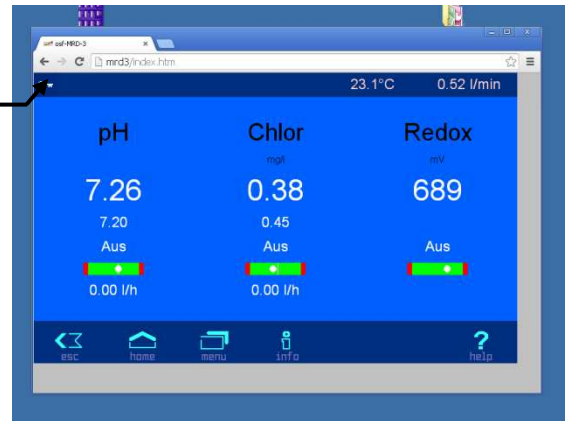 osf-MRD-3
mrd3/index.htm
23.1°C 0.52 l/min
pH Chlor Redox
mg/l mV
7.26 0.38 689
7.20 0.45
Aus Aus Aus
0.00 l/h 0.00 l/h
esc home menu info help